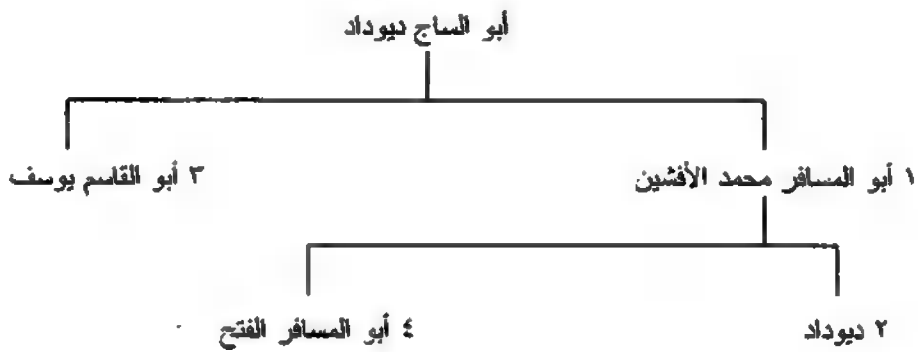 أبو الساج ديوداد
١ أبو المسافر محمد الأفشين
٣ أبو القاسم يوسف
٢ ديوداد
٤ أبو المسافر الفتح